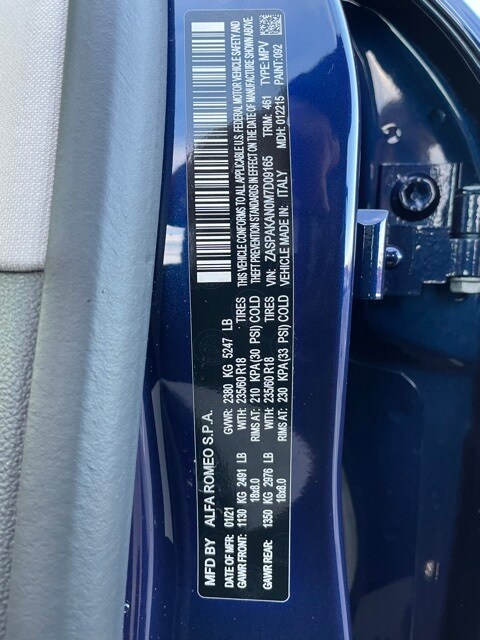 MFD BY ALFA ROMEO S.P.A.
DATE OF MFR: 01/21 GVWR: 2380 KG 5247 LB
GAWR FRONT: 1130 KG 2491 LB WITH: 235/60 R18 TIRES
18x8.0 RIMS AT: 210 KPA (30 PSI) COLD
GAWR REAR: 1350 KG 2976 LB WITH: 235/60 R18 TIRES
18x8.0 RIMS AT: 230 KPA (33 PSI) COLD
THIS VEHICLE CONFORMS TO ALL APPLICABLE U.S. FEDERAL MOTOR VEHICLE SAFETY AND
THEFT PREVENTION STANDARDS IN EFFECT ON THE DATE OF MANUFACTURE SHOWN ABOVE.
VIN: ZASPAKAN0M7D09165 TRIM: 461 TYPE: MPV
VEHICLE MADE IN: ITALY MDH: 012215 PAINT: 092